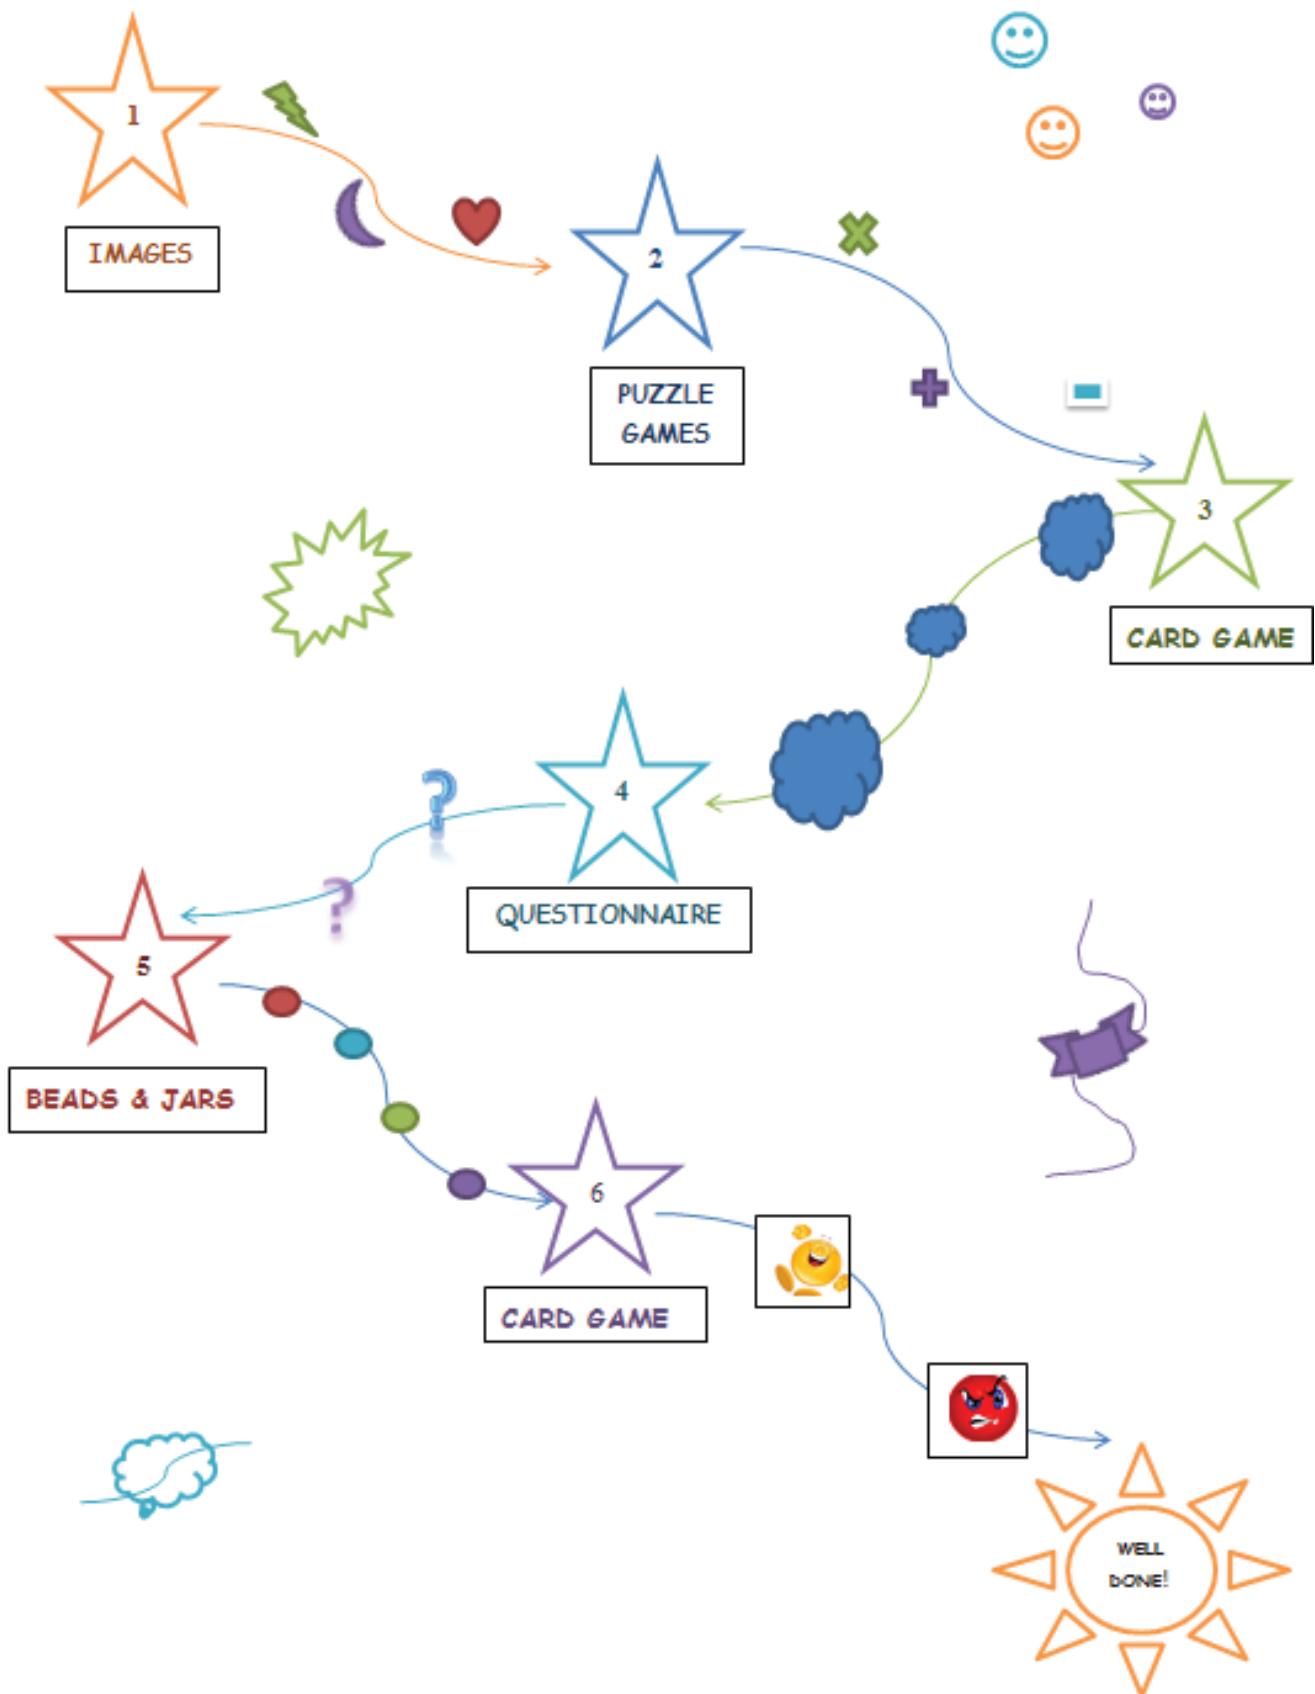 1
IMAGES
2
PUZZLE
GAMES
3
CARD GAME
4
QUESTIONNAIRE
?
?
5
BEADS & JARS
6
CARD GAME
WELL
DONE!